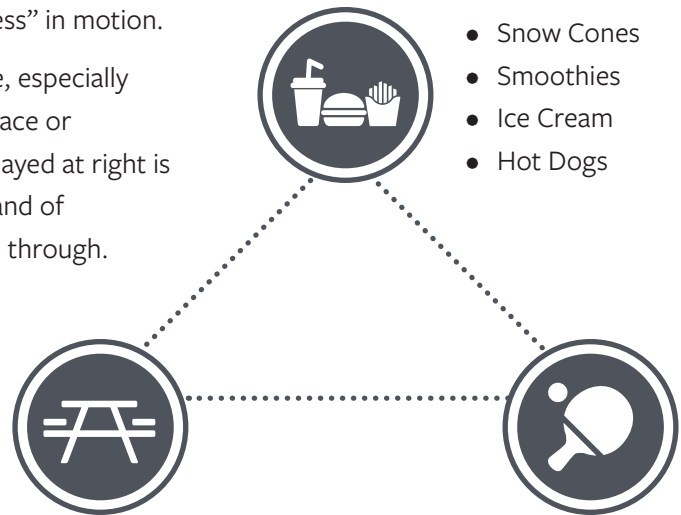 ess” in motion.
e, especially
ace or
ayed at right is
and of
through.
• Snow Cones
• Smoothies
• Ice Cream
• Hot Dogs